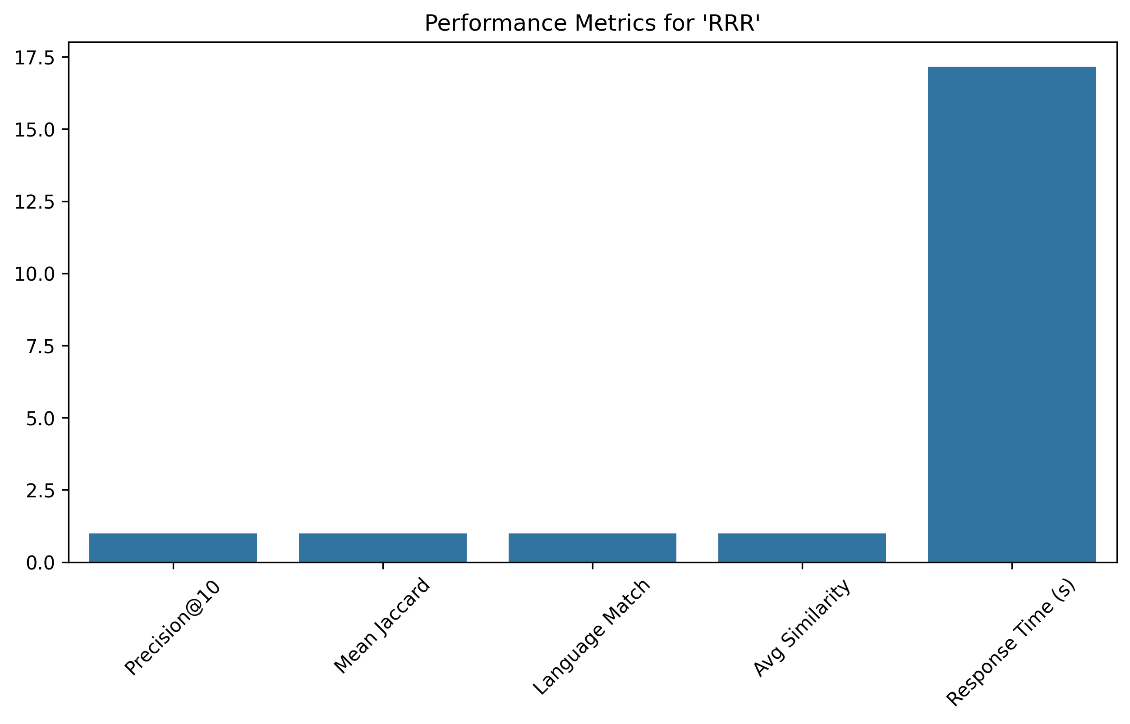 Performance Metrics for 'RRR'
17.5
15.0
12.5
10.0
7.5
5.0
2.5
0.0
Precision@10
Mean Jaccard
Language Match
Avg Similarity
Response Time (s)